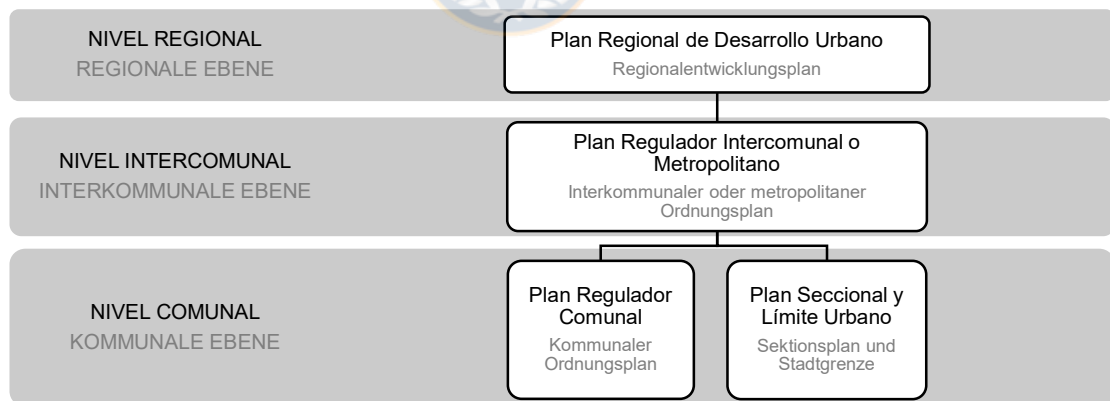 NIVEL REGIONAL
REGIONALE EBENE
Plan Regional de Desarrollo Urbano
Regionalentwicklungsplan
NIVEL INTERCOMUNAL
INTERKOMMUNALE EBENE
Plan Regulador Intercomunal o
Metropolitano
Interkommunaler oder metropolitaner
Ordnungsplan
NIVEL COMUNAL
KOMMUNALE EBENE
Plan Regulador
Comunal
Kommunaler
Ordnungsplan
Plan Seccional y
Límite Urbano
Sektionsplan und
Stadtgrenze